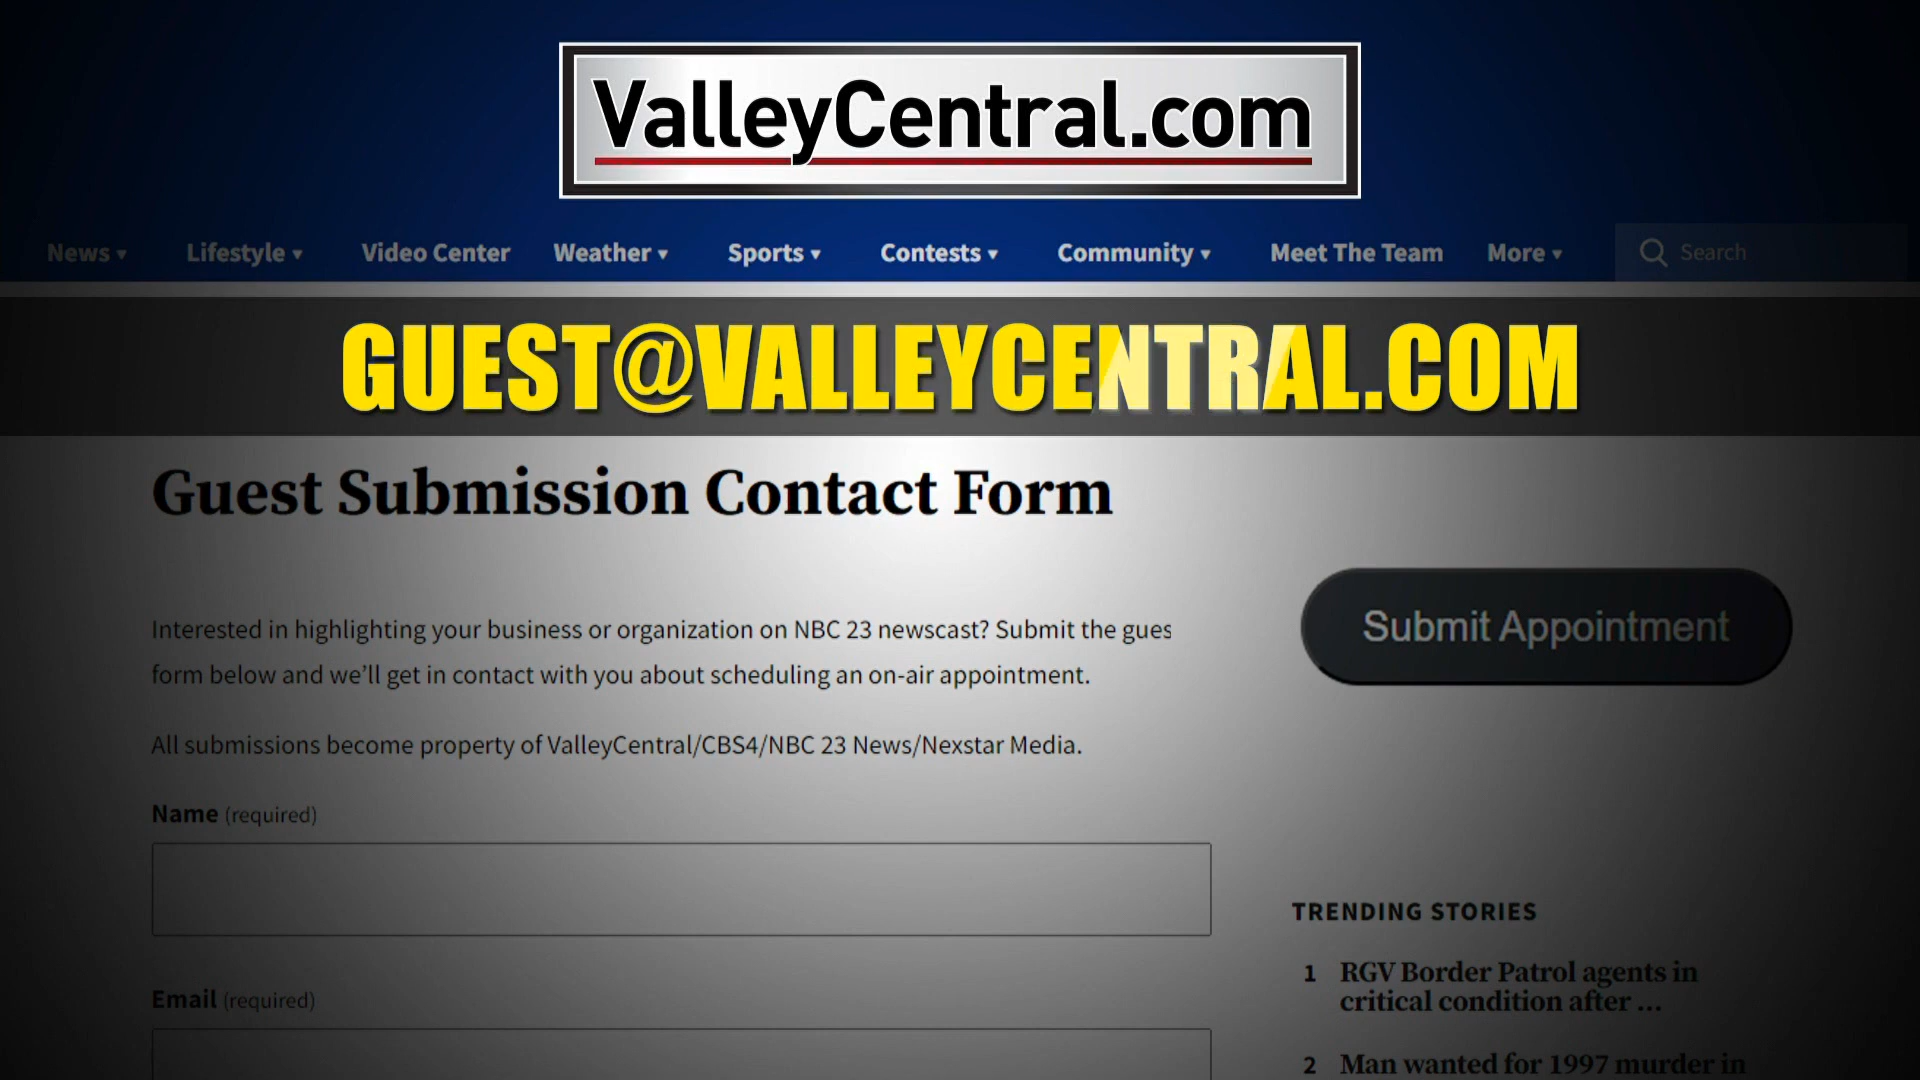 ValleyCentral.com
News ▾ Lifestyle ▾ Video Center Weather ▾ Sports ▾ Contests ▾ Community ▾ Meet The Team More ▾ Search
GUEST@VALLEYCENTRAL.COM
Guest Submission Contact Form
Interested in highlighting your business or organization on NBC 23 newscast? Submit the gues
form below and we’ll get in contact with you about scheduling an on-air appointment.
Submit Appointment
All submissions become property of ValleyCentral/CBS4/NBC 23 News/Nexstar Media.
Name (required)
Email (required)
TRENDING STORIES
1 RGV Border Patrol agents in
critical condition after ...
2 Man wanted for 1997 murder in